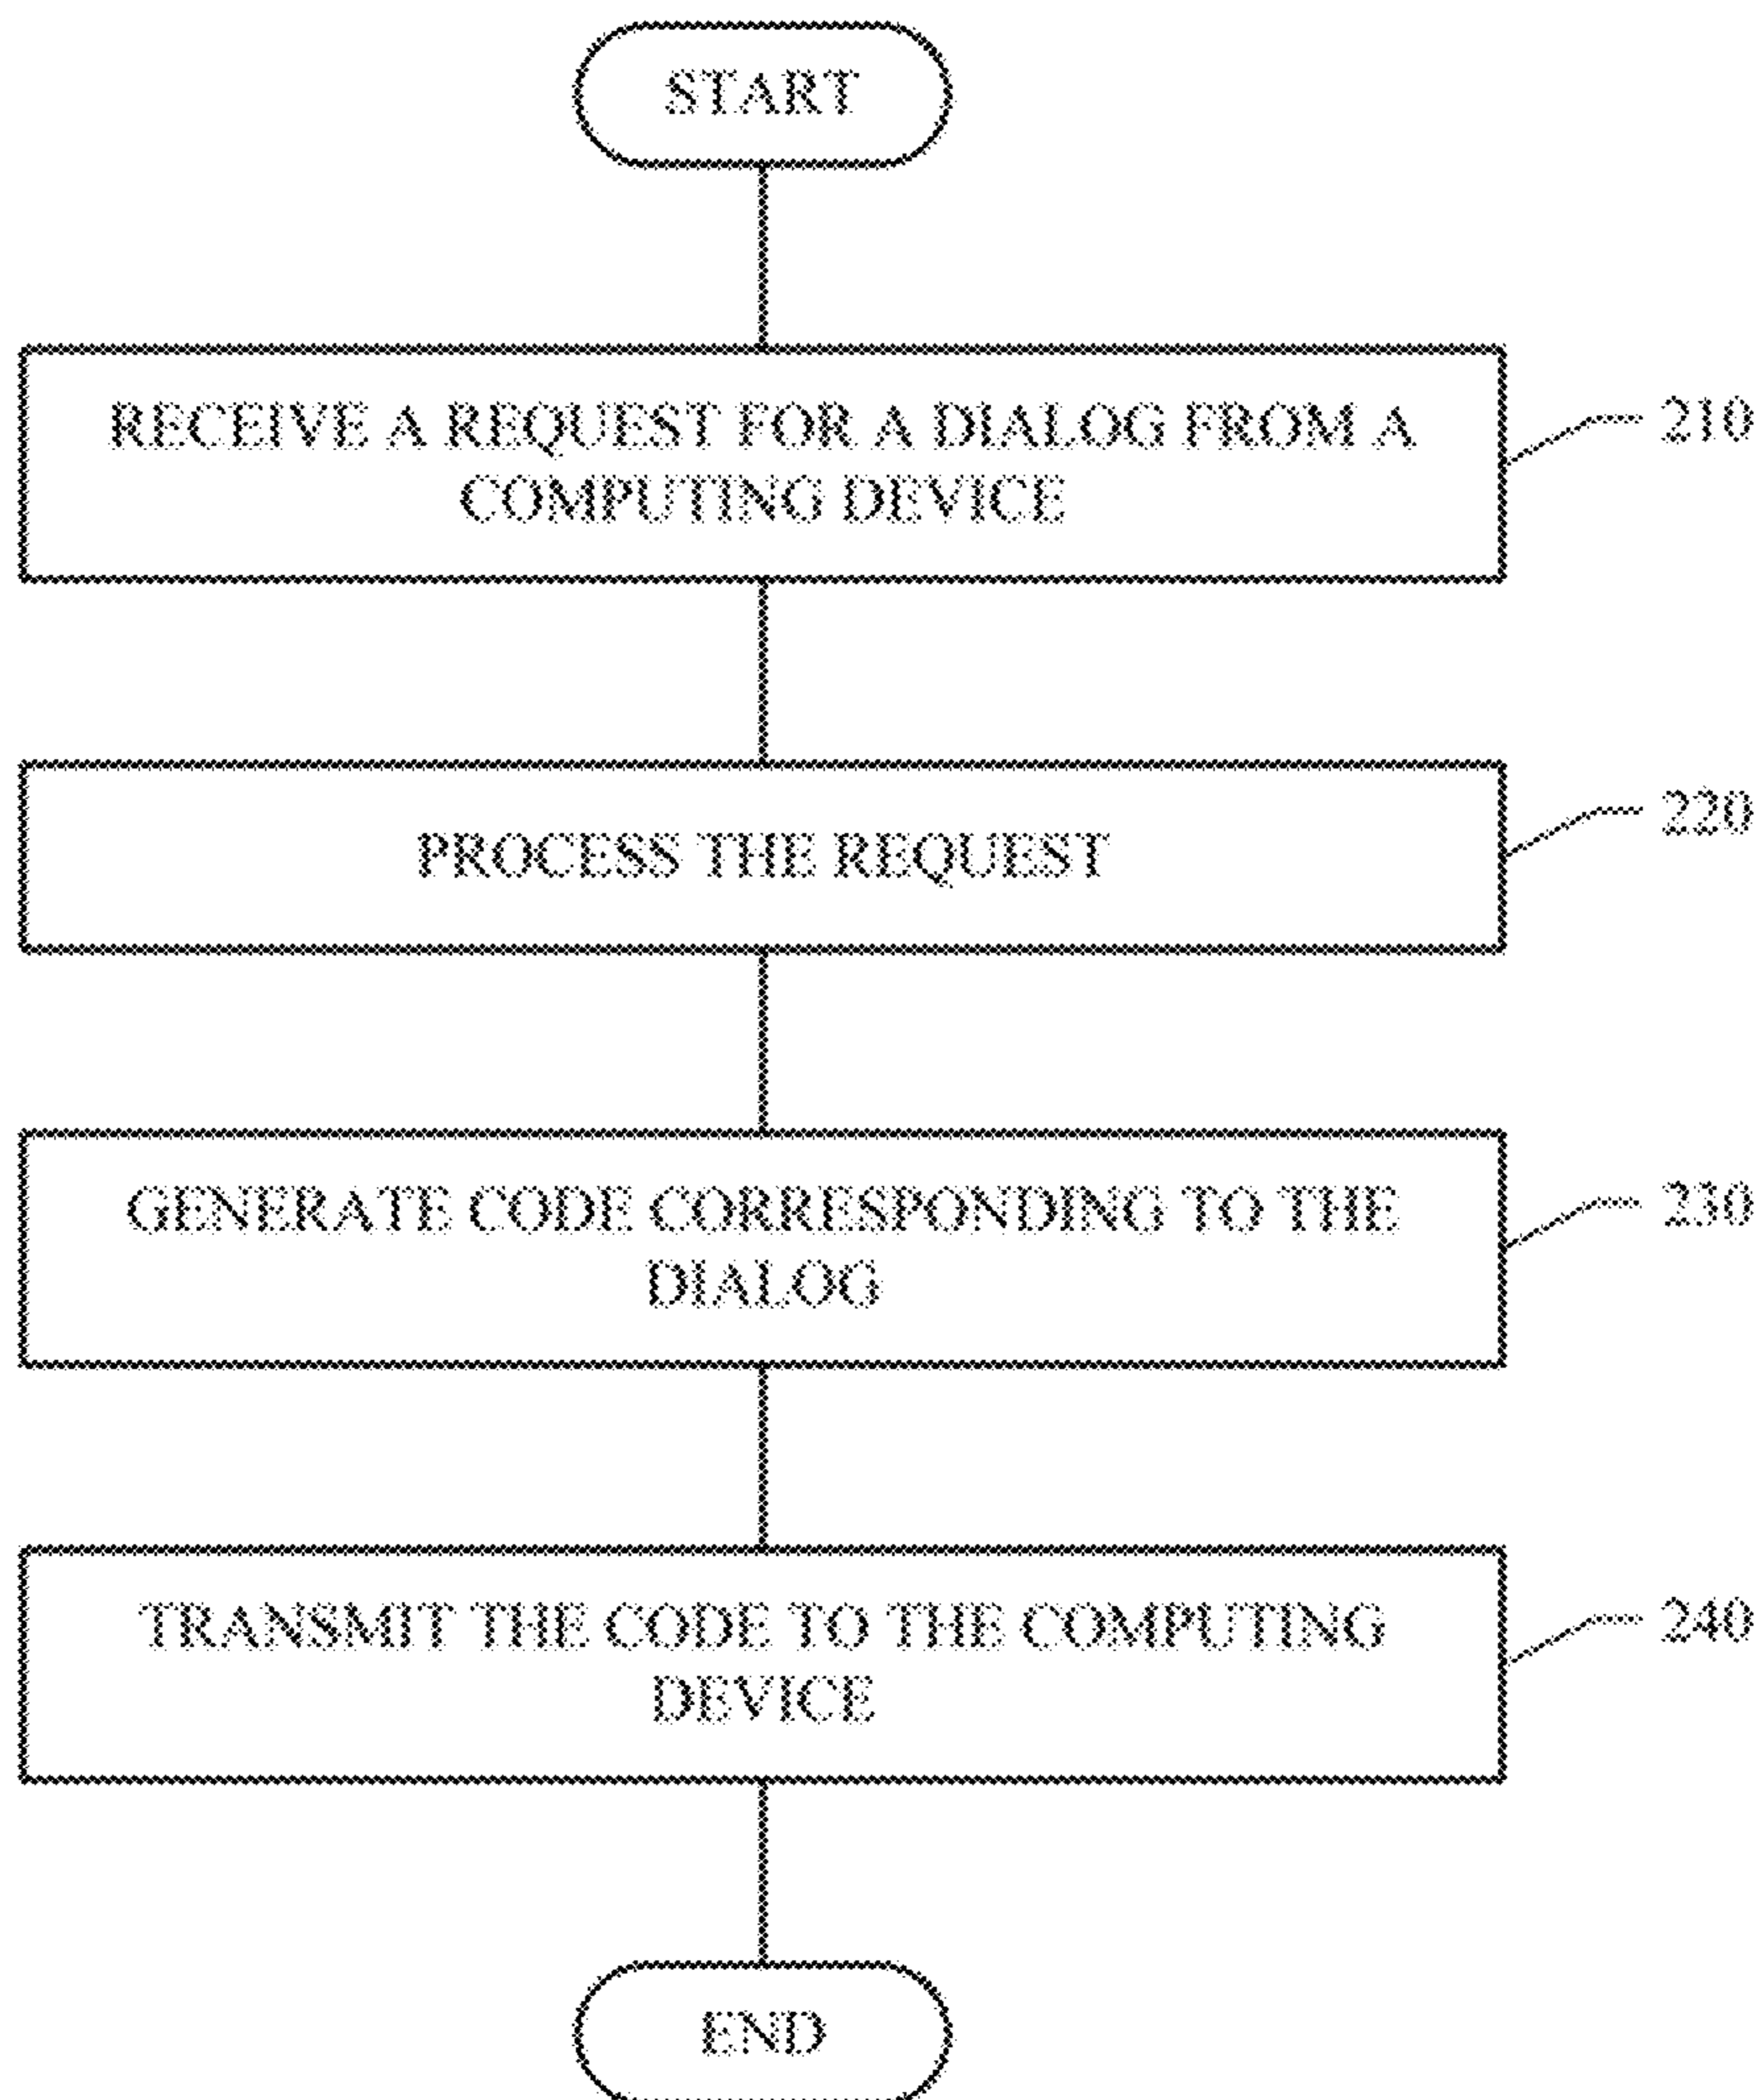 START
RECEIVE A REQUEST FOR A DIALOG FROM A
COMPUTING DEVICE
210
PROCESS THE REQUEST
220
GENERATE CODE CORRESPONDING TO THE
DIALOG
230
TRANSMIT THE CODE TO THE COMPUTING
DEVICE
240
END